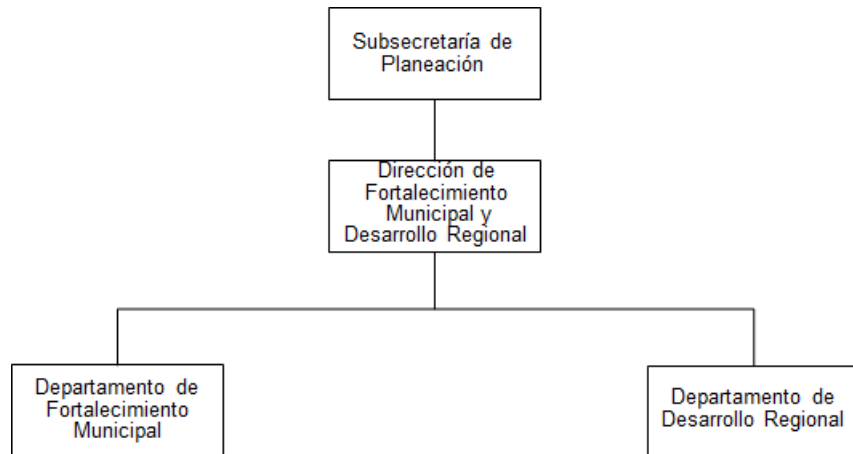 Subsecretaría de
Planeación
Dirección de
Fortalecimiento
Municipal y
Desarrollo Regional
Departamento de
Fortalecimiento
Municipal
Departamento de
Desarrollo Regional